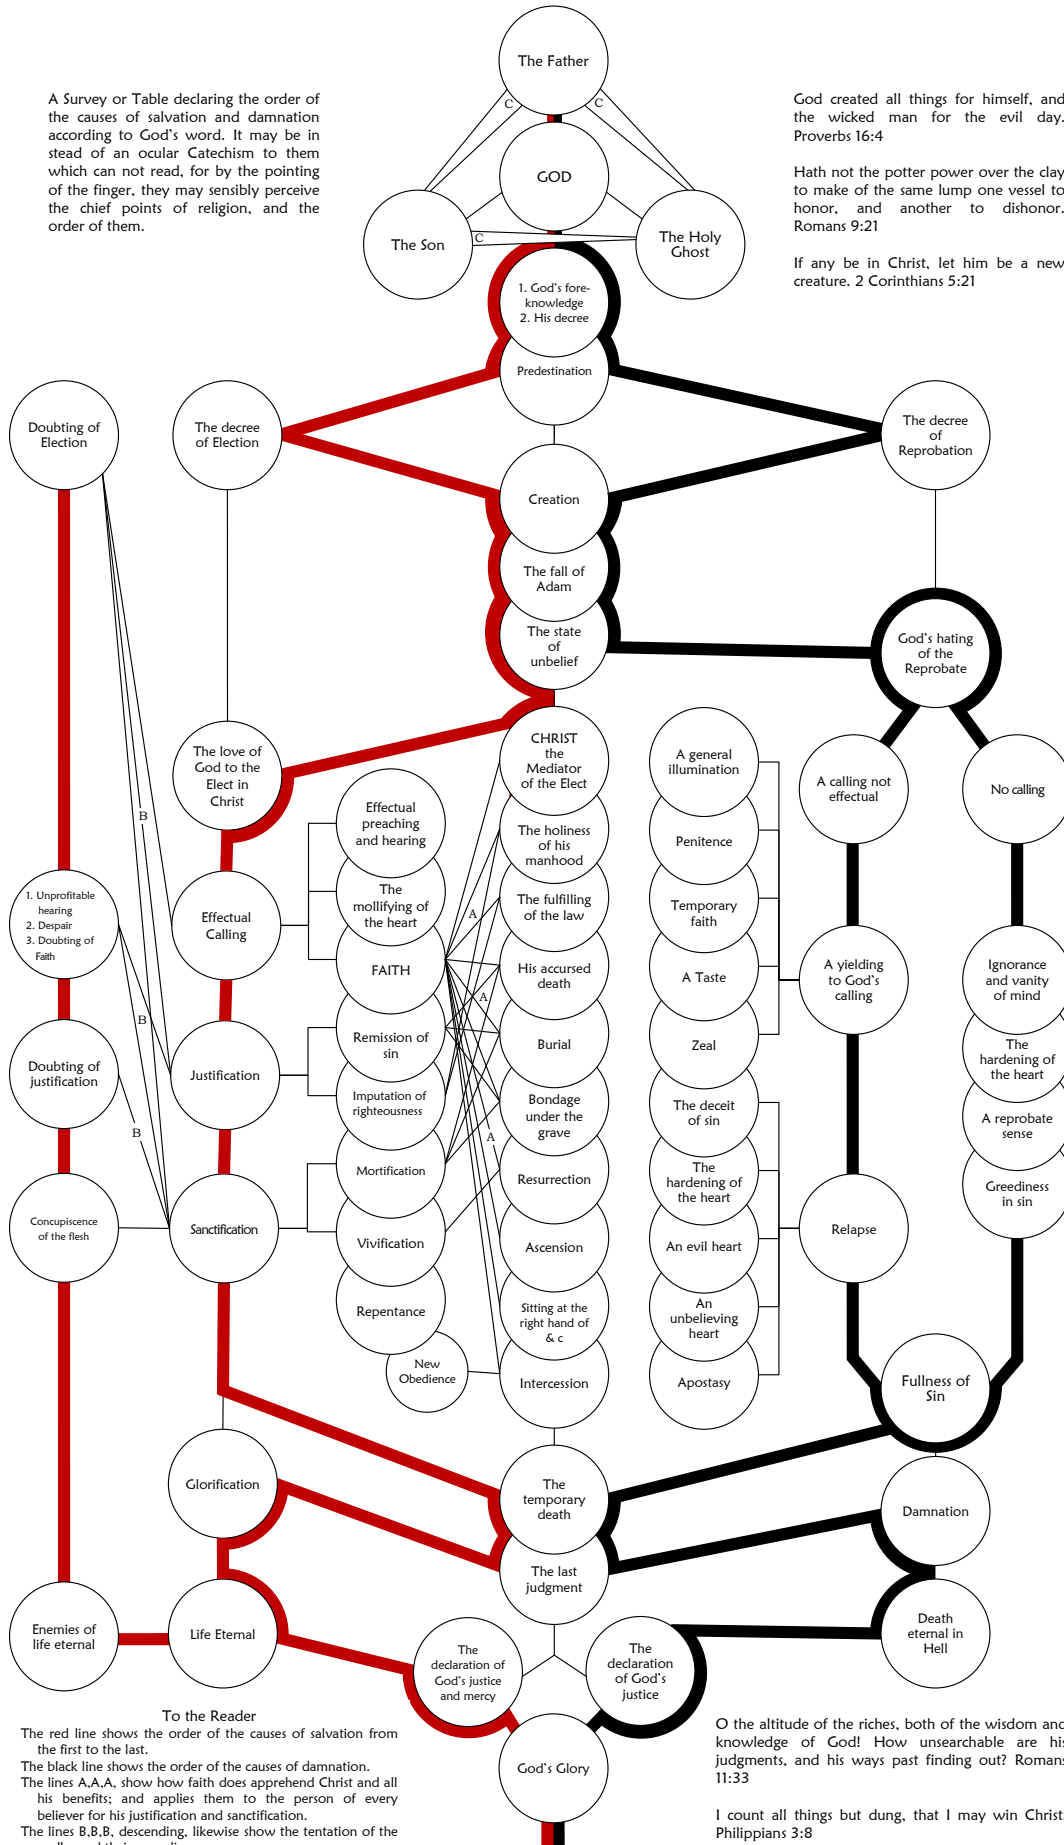 The Father
A Survey or Table declaring the order of
the causes of salvation and damnation
according to God's word. It may be in
stead of an ocular Catechism to them
which can not read, for by the pointing
of the finger, they may sensibly perceive
the chief points of religion, and the
order of them.
God created all things for himself, and
the wicked man for the evil day.
Proverbs 16:4
Hath not the potter power over the clay
to make of the same lump one vessel to
honor, and another to dishonor.
Romans 9:21
If any be in Christ, let him be a new
creature. 2 Corinthians 5:21
C
C
GOD
The Son
C
The Holy
Ghost
1. God's fore-
knowledge
2. His decree
Predestination
Doubting of
Election
The decree
of Election
The decree
of
Reprobation
Creation
The fall of
Adam
The state
of
unbelief
God's hating
of the
Reprobate
The love of
God to the
Elect in
Christ
CHRIST
the
Mediator
of the Elect
A general
illumination
A calling not
effectual
No calling
B
Effectual
preaching
and hearing
The holiness
of his
manhood
Penitence
1. Unprofitable
hearing
2. Despair
3. Doubting of
Faith
Effectual
Calling
The
mollifying of
the heart
A
The fulfilling
of the law
Temporary
faith
FAITH
A
His accursed
death
A Taste
A yielding
to God's
calling
Ignorance
and vanity
of mind
B
Remission of
sin
Burial
Zeal
The
hardening of
the heart
Doubting of
justification
Justification
Imputation of
righteousness
Bondage
under the
grave
The deceit
of sin
A reprobate
sense
B
A
Mortification
Resurrection
The
hardening of
the heart
Greediness
in sin
Concupiscence
of the flesh
Sanctification
Vivification
Ascension
An evil heart
Relapse
Repentance
Sitting at the
right hand of
& c
An
unbelieving
heart
New
Obedience
Intercession
Apostasy
Fullness of
Sin
Glorification
The
temporary
death
Damnation
The last
judgment
Enemies of
life eternal
Life Eternal
Death
eternal in
Hell
The
declaration of
God's justice
and mercy
The
declaration
of God's
justice
God's Glory
To the Reader
The red line shows the order of the causes of salvation from
the first to the last.
The black line shows the order of the causes of damnation.
The lines A,A,A, show how faith does apprehend Christ and all
his benefits; and applies them to the person of every
believer for his justification and sanctification.
The lines B,B,B, descending, likewise show the tentation of the
O the altitude of the riches, both of the wisdom and
knowledge of God! How unsearchable are his
judgments, and his ways past finding out? Romans
11:33
I count all things but dung, that I may win Christ.
Philippians 3:8